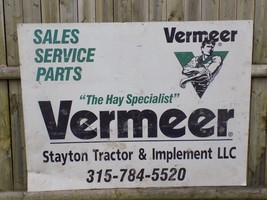 SALES
SERVICE
PARTS
Vermeer
"The Hay Specialist"
Vermeer®
Stayton Tractor & Implement LLC
315-784-5520